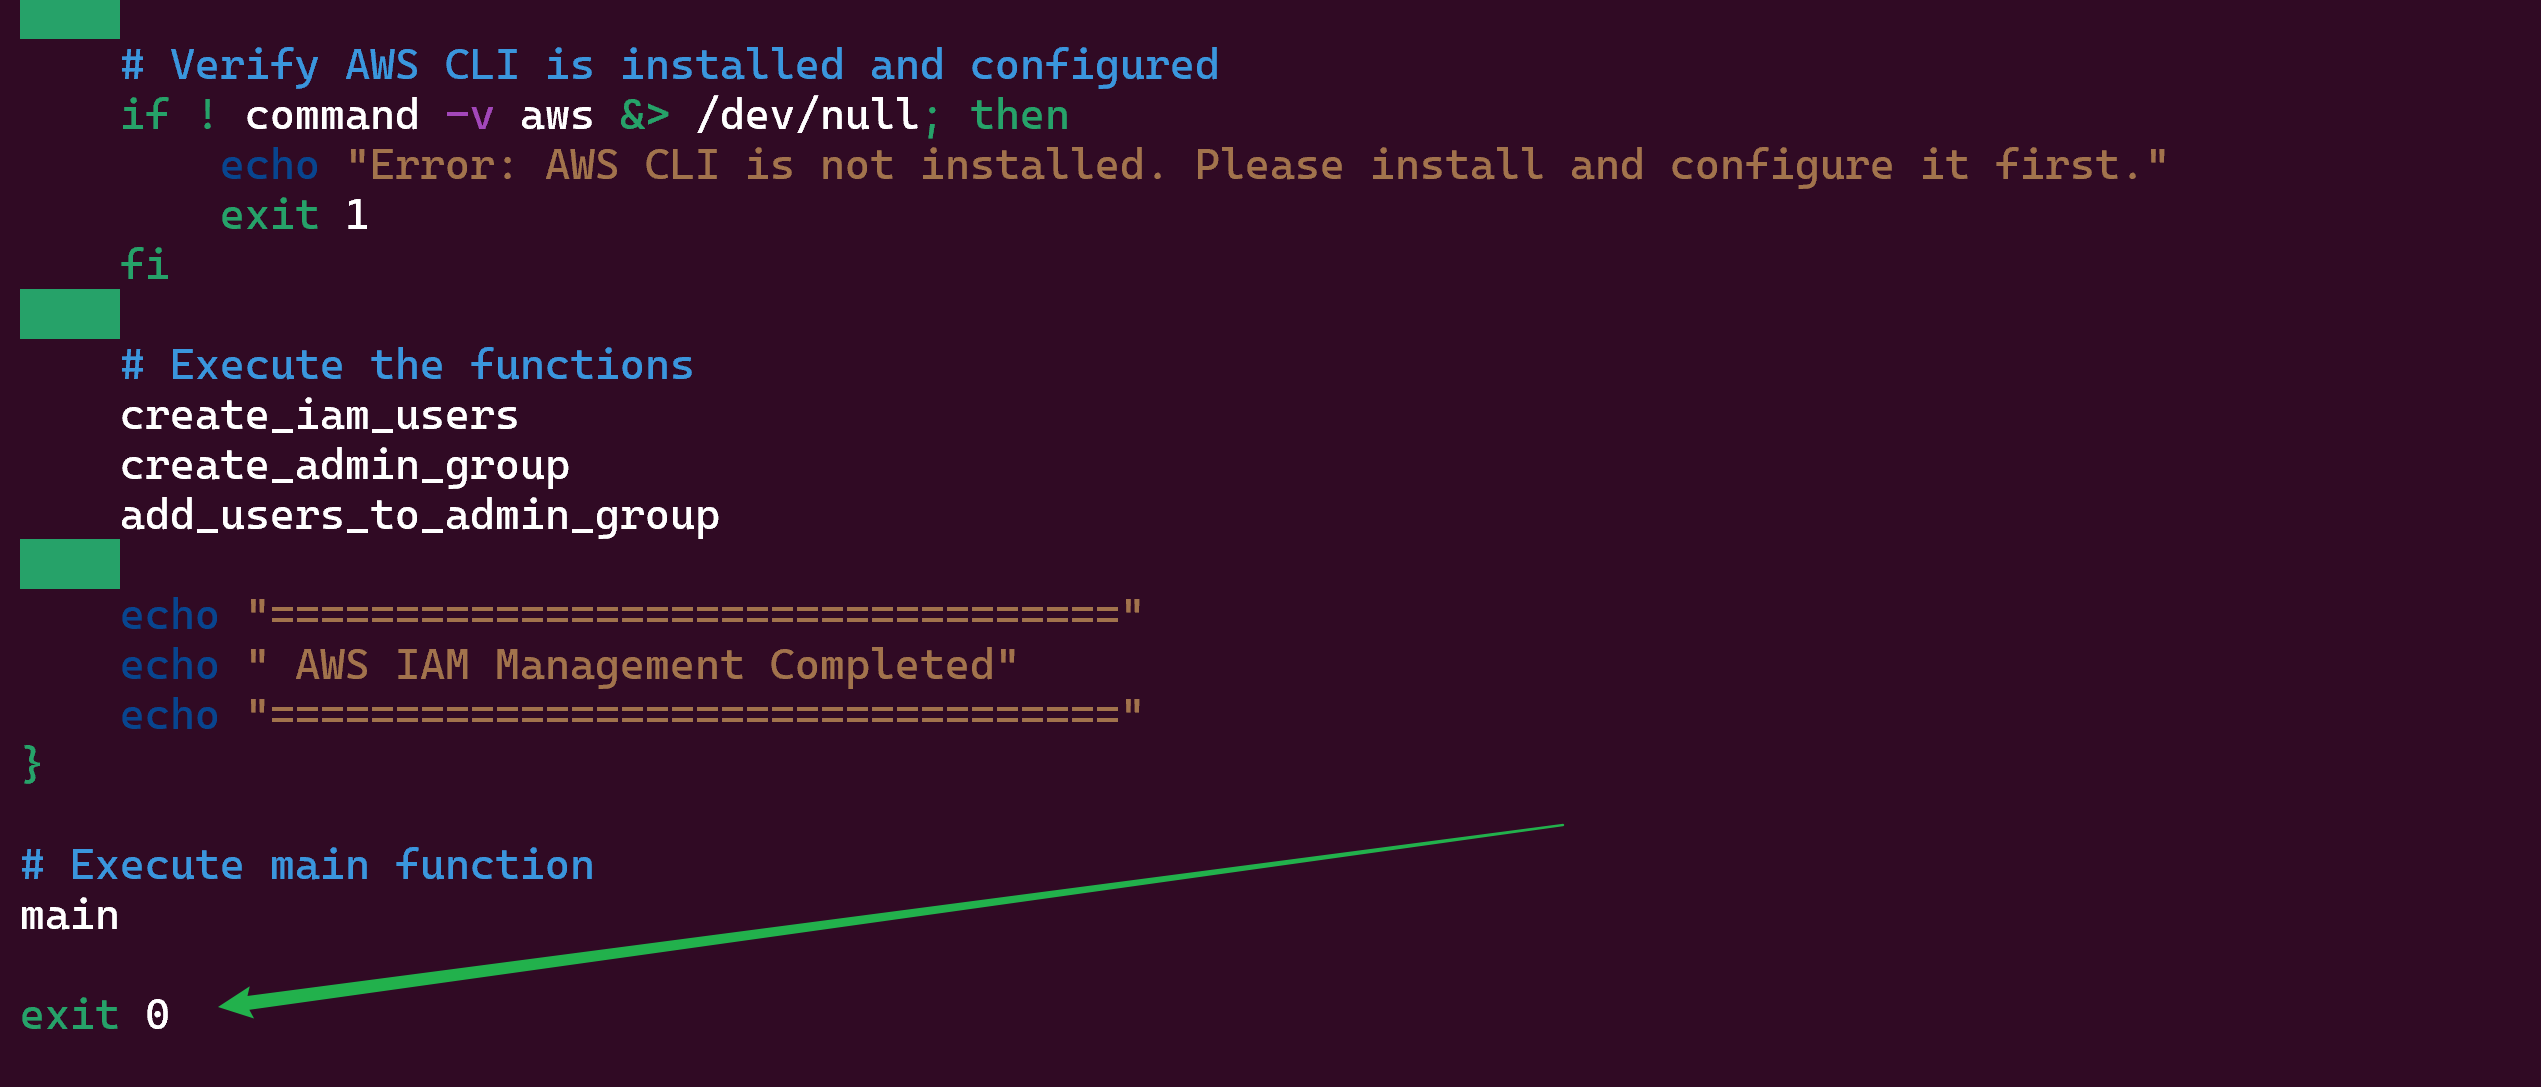 # Verify AWS CLI is installed and configured
if ! command -v aws &> /dev/null; then
echo "Error: AWS CLI is not installed. Please install and configure it first."
exit 1
fi
# Execute the functions
create_iam_users
create_admin_group
add_users_to_admin_group
echo "=================================="
echo " AWS IAM Management Completed"
echo "=================================="
}
# Execute main function
main
exit 0